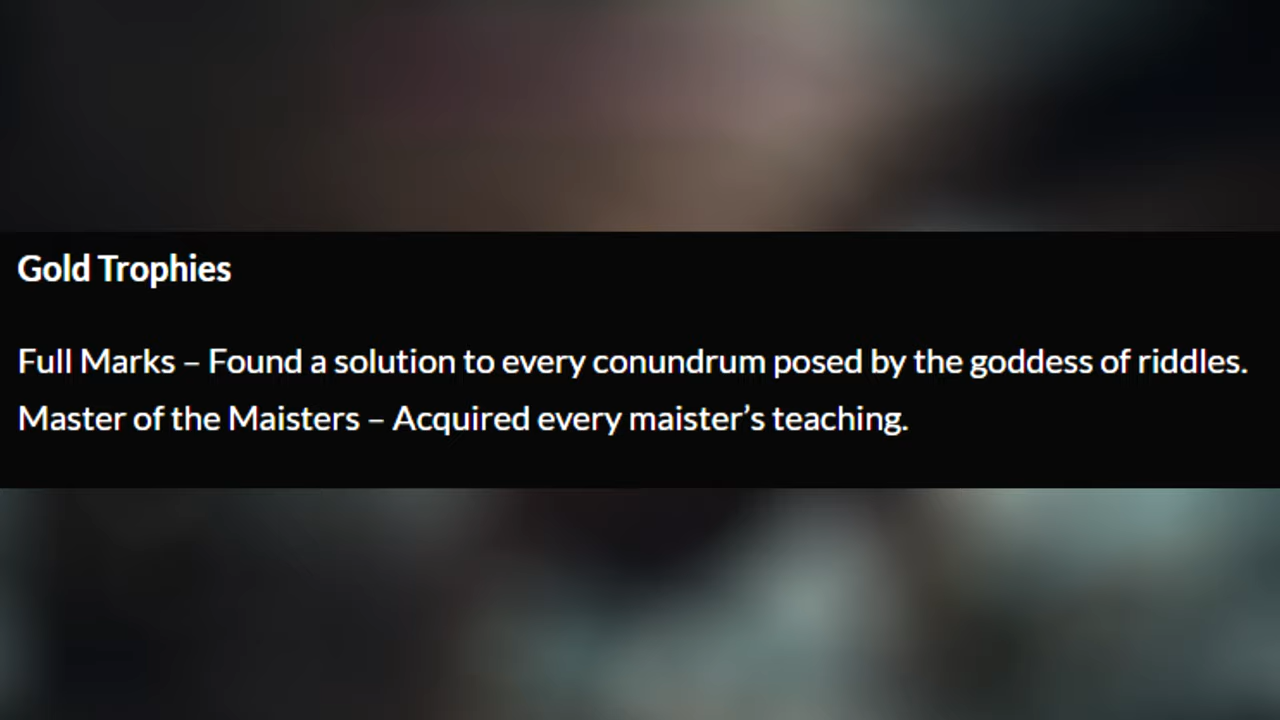 Gold Trophies
Full Marks – Found a solution to every conundrum posed by the goddess of riddles.
Master of the Maisters – Acquired every maister’s teaching.